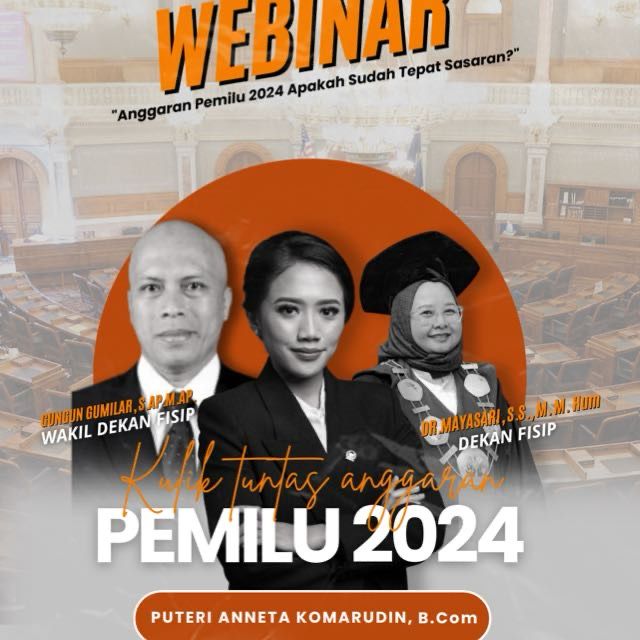 WEBINAR
"Anggaran Pemilu 2024 Apakah Sudah Tepat Sasaran?"
GUNGUN GUMILAR,S.AP,M.AP.
WAKIL DEKAN FISIP
DR MAYASARI,S.S.,M.M.Hum
DEKAN FISIP
Kulik tuntas anggaran
PEMILU 2024
PUTERI ANNETA KOMARUDIN, B.Com